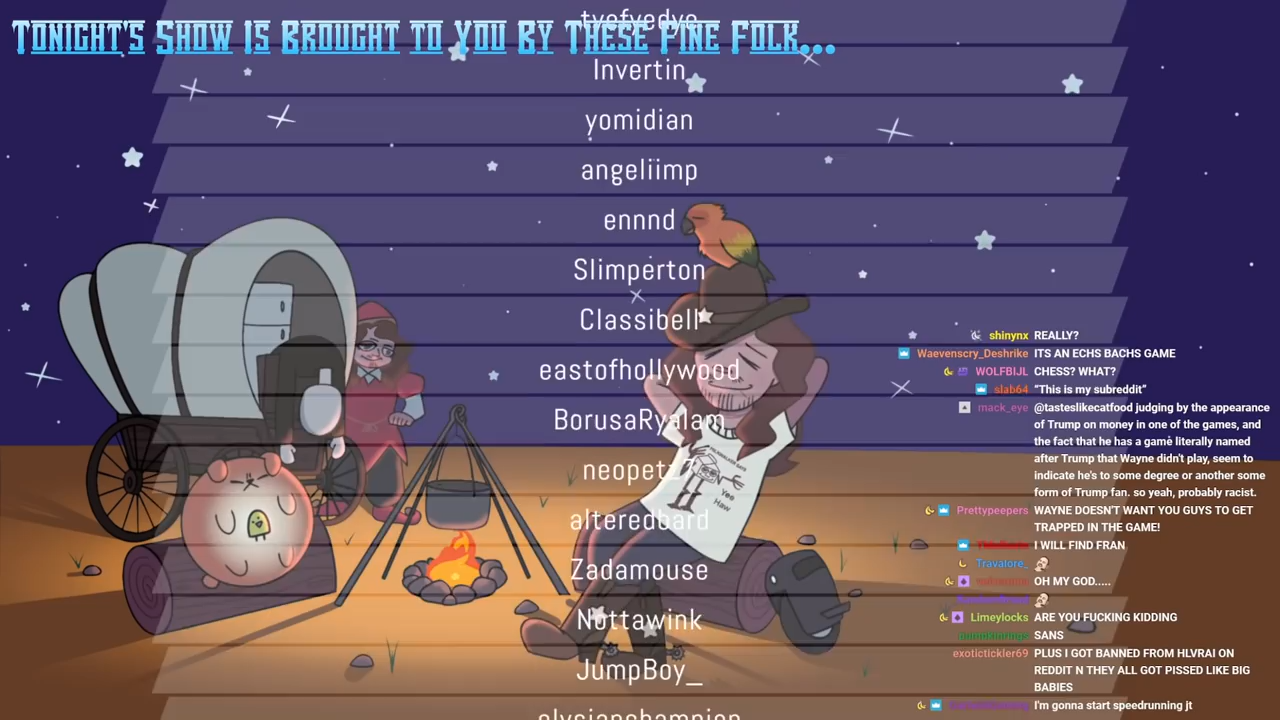 TONIGHT'S SHOW IS BROUGHT TO YOU BY THESE FINE FOLK...
tyefyedye
Invertin
yomidian
angeliimp
ennnd
Slimperton
Classibell
eastofhollywood
BorusaRyalam
alteredbard
Zadamouse
Nottawink
JumpBoy_
elysianchampion
Yee
Haw
shinynx REALLY?
Waevenscry_Deshrike ITS AN ECHS BACHS GAME
WOLFBIJL CHESS? WHAT?
slab64 “This is my subreddit”
mack_eye @tasteslikecatfood judging by the appearance
of Trump on money in one of the games, and
the fact that he has a game literally named
after Trump that Wayne didn't play, seem to
indicate he's to some degree or another some
form of Trump fan. so yeah, probably racist.
Prettypeepers WAYNE DOESN'T WANT YOU GUYS TO GET
TRAPPED IN THE GAME!
I WILL FIND FRAN
Travalore_
OH MY GOD.....
Limeylocks ARE YOU FUCKING KIDDING
SANS
exotictickler69 PLUS I GOT BANNED FROM HLVRAI ON
REDDIT N THEY ALL GOT PISSED LIKE BIG
BABIES
I'm gonna start speedrunning jt